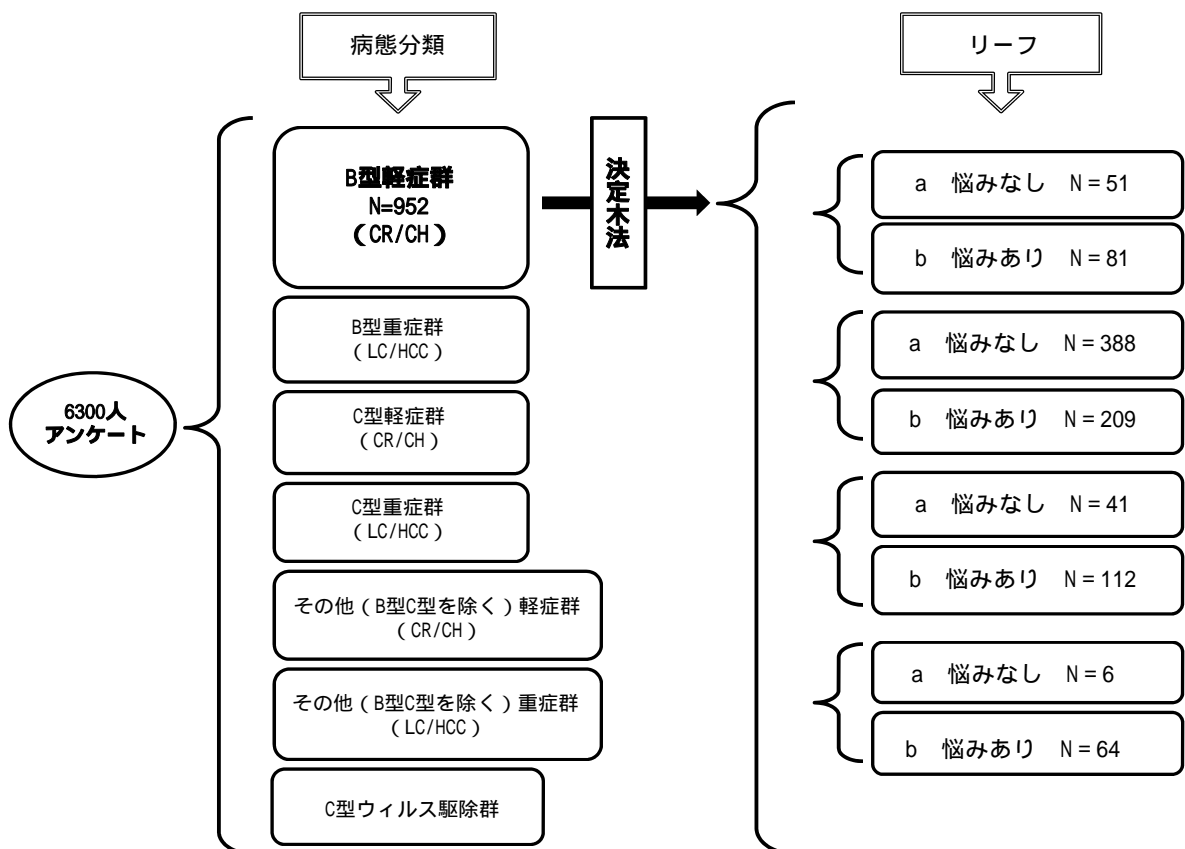 病態分類
リーフ
6300人
アンケート
B型軽症群
N=952
(CR/CH)
B型重症群
(LC/HCC)
C型軽症群
(CR/CH)
C型重症群
(LC/HCC)
その他(B型C型を除く)軽症群
(CR/CH)
その他(B型C型を除く)重症群
(LC/HCC)
C型ウィルス駆除群
決定木法
a 悩みなし N = 51
b 悩みあり N = 81
a 悩みなし N = 388
b 悩みあり N = 209
a 悩みなし N = 41
b 悩みあり N = 112
a 悩みなし N = 6
b 悩みあり N = 64